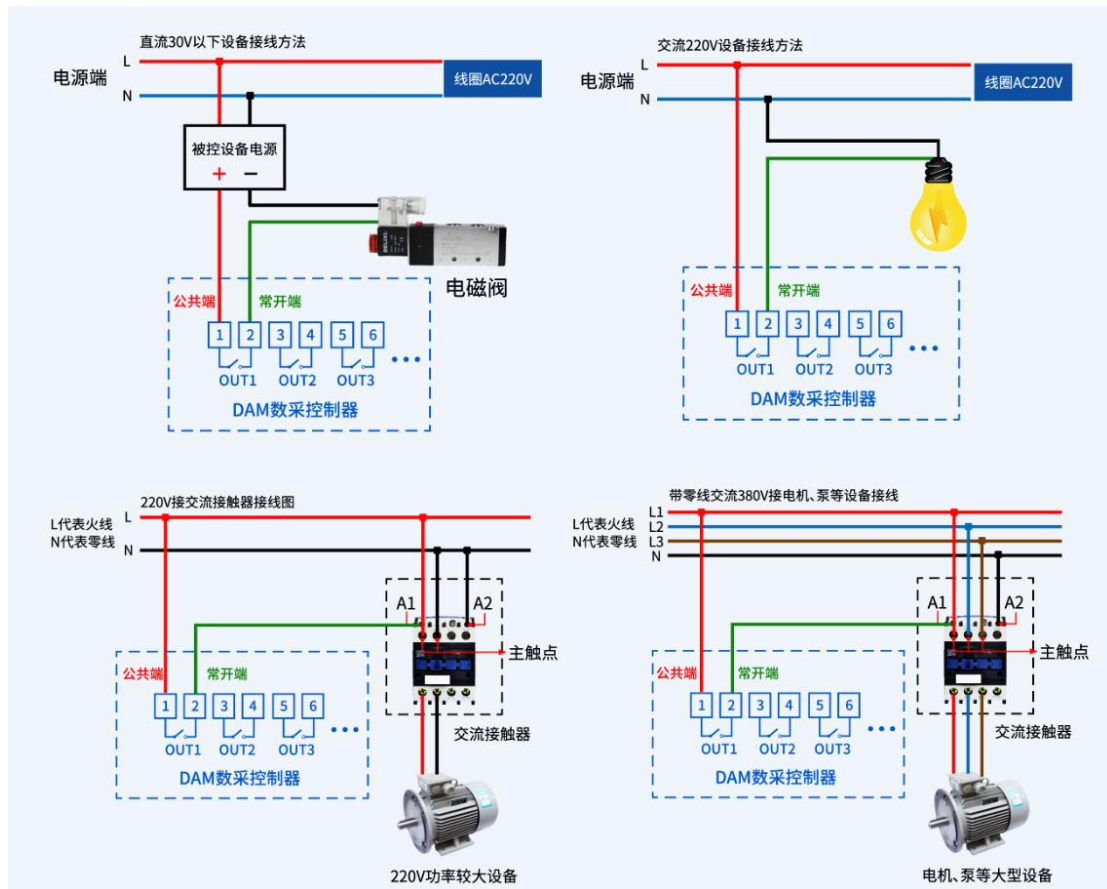 直流30V以下设备接线方法
L
电源端
线圈AC220V
N
被控设备电源
+ −
电磁阀
公共端
常开端
1 2 3 4 5 6
OUT1 OUT2 OUT3
DAM数采控制器
交流220V设备接线方法
L
电源端
线圈AC220V
N
公共端
常开端
1 2 3 4 5 6
OUT1 OUT2 OUT3
DAM数采控制器
220V接交流接触器接线图
L代表火线
L
N代表零线
N
A1
A2
主触点
公共端
常开端
1 2 3 4 5 6
OUT1 OUT2 OUT3
交流接触器
DAM数采控制器
220V功率较大设备
带零线交流380V接电机、泵等设备接线
L1
L代表火线
L2
N代表零线
L3
N
A1
A2
主触点
公共端
常开端
1 2 3 4 5 6
OUT1 OUT2 OUT3
交流接触器
DAM数采控制器
电机、泵等大型设备